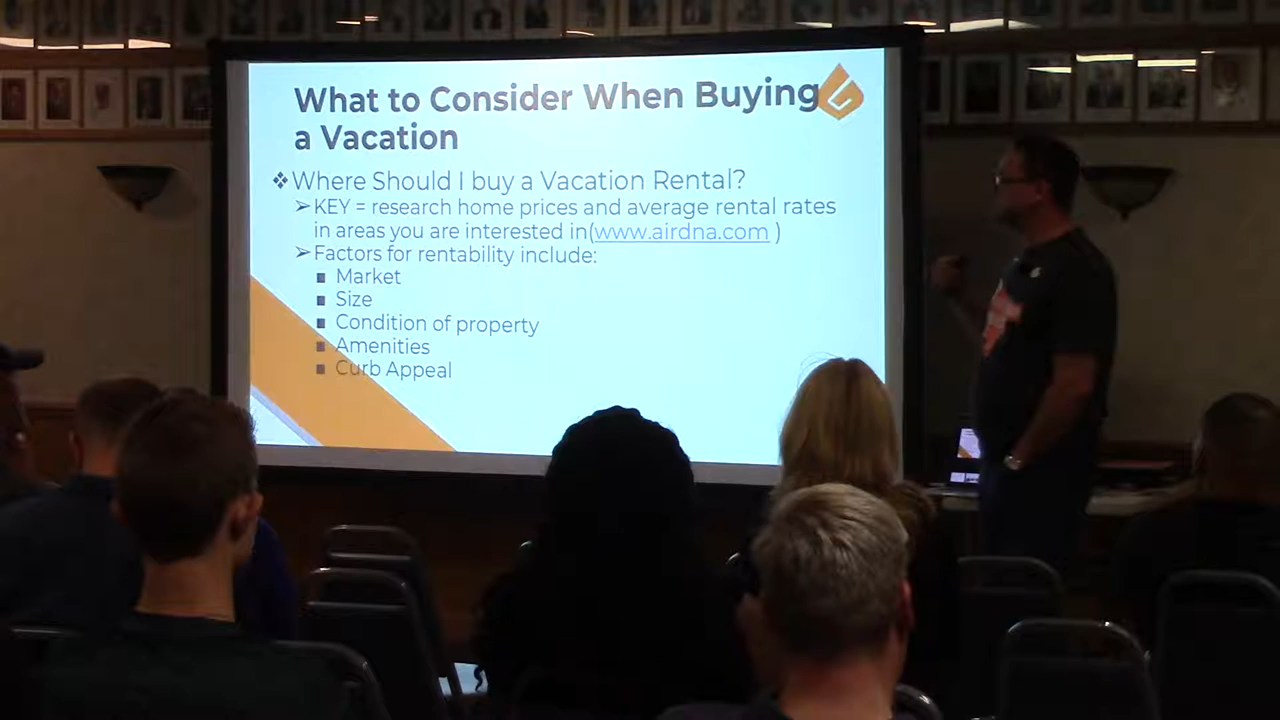 What to Consider When Buying
a Vacation
❖Where Should I buy a Vacation Rental?
➢KEY = research home prices and average rental rates
in areas you are interested in(www.airdna.com )
➢Factors for rentability include:
▪ Market
▪ Size
▪ Condition of property
▪ Amenities
▪ Curb Appeal